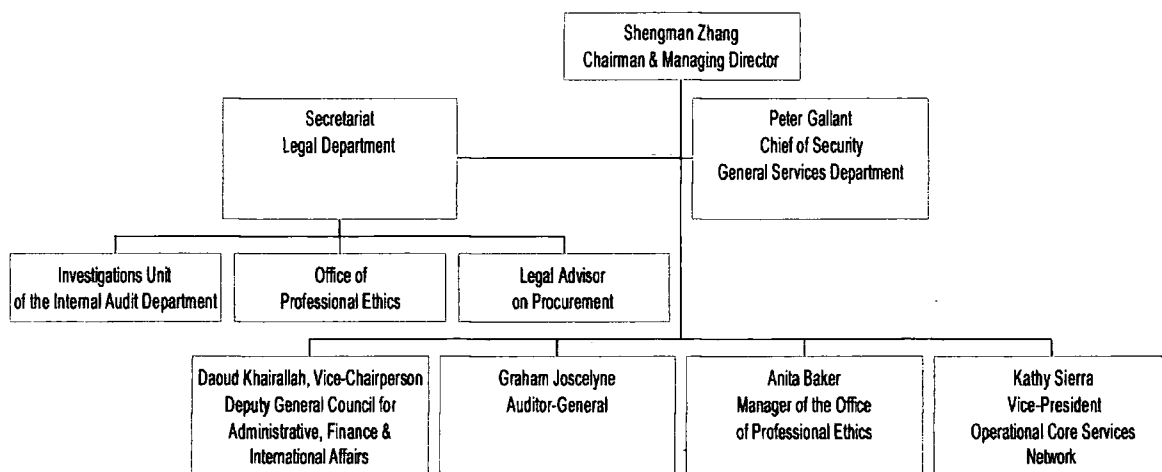 Shengman Zhang
Chairman & Managing Director
Secretariat
Legal Department
Peter Gallant
Chief of Security
General Services Department
Investigations Unit
of the Internal Audit Department
Office of
Professional Ethics
Legal Advisor
on Procurement
Daoud Khairallah, Vice-Chairperson
Deputy General Council for
Administrative, Finance &
International Affairs
Graham Joscelyne
Auditor-General
Anita Baker
Manager of the Office
of Professional Ethics
Kathy Sierra
Vice-President
Operational Core Services
Network